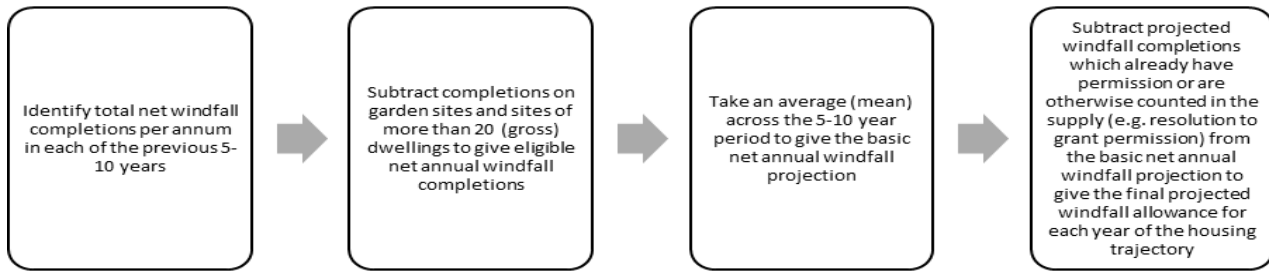 Identify total net windfall
completions per annum
in each of the previous 5-
10 years
Subtract completions on
garden sites and sites of
more than 20 (gross)
dwellings to give eligible
net annual windfall
completions
Take an average (mean)
across the 5-10 year
period to give the basic
net annual windfall
projection
Subtract projected
windfall completions
which already have
permission or are
otherwise counted in the
supply (e.g. resolution to
grant permission) from
the basic net annual
windfall projection to
give the final projected
windfall allowance for
each year of the housing
trajectory